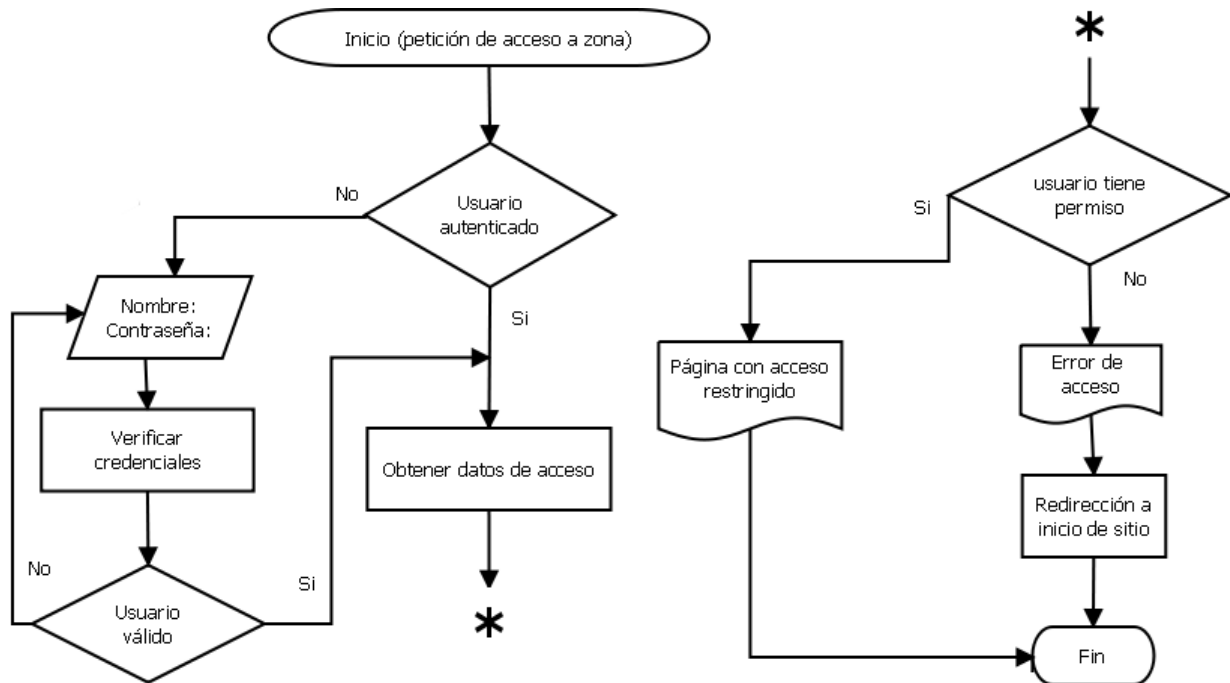 Inicio (petición de acceso a zona)
No
Usuario
autenticado
Si
Nombre:
Contraseña:
Verificar
credenciales
No
Usuario
válido
Si
Obtener datos de acceso
*
*
usuario tiene
permiso
Si
No
Página con acceso
restringido
Error de
acceso
Redirección a
inicio de sitio
Fin